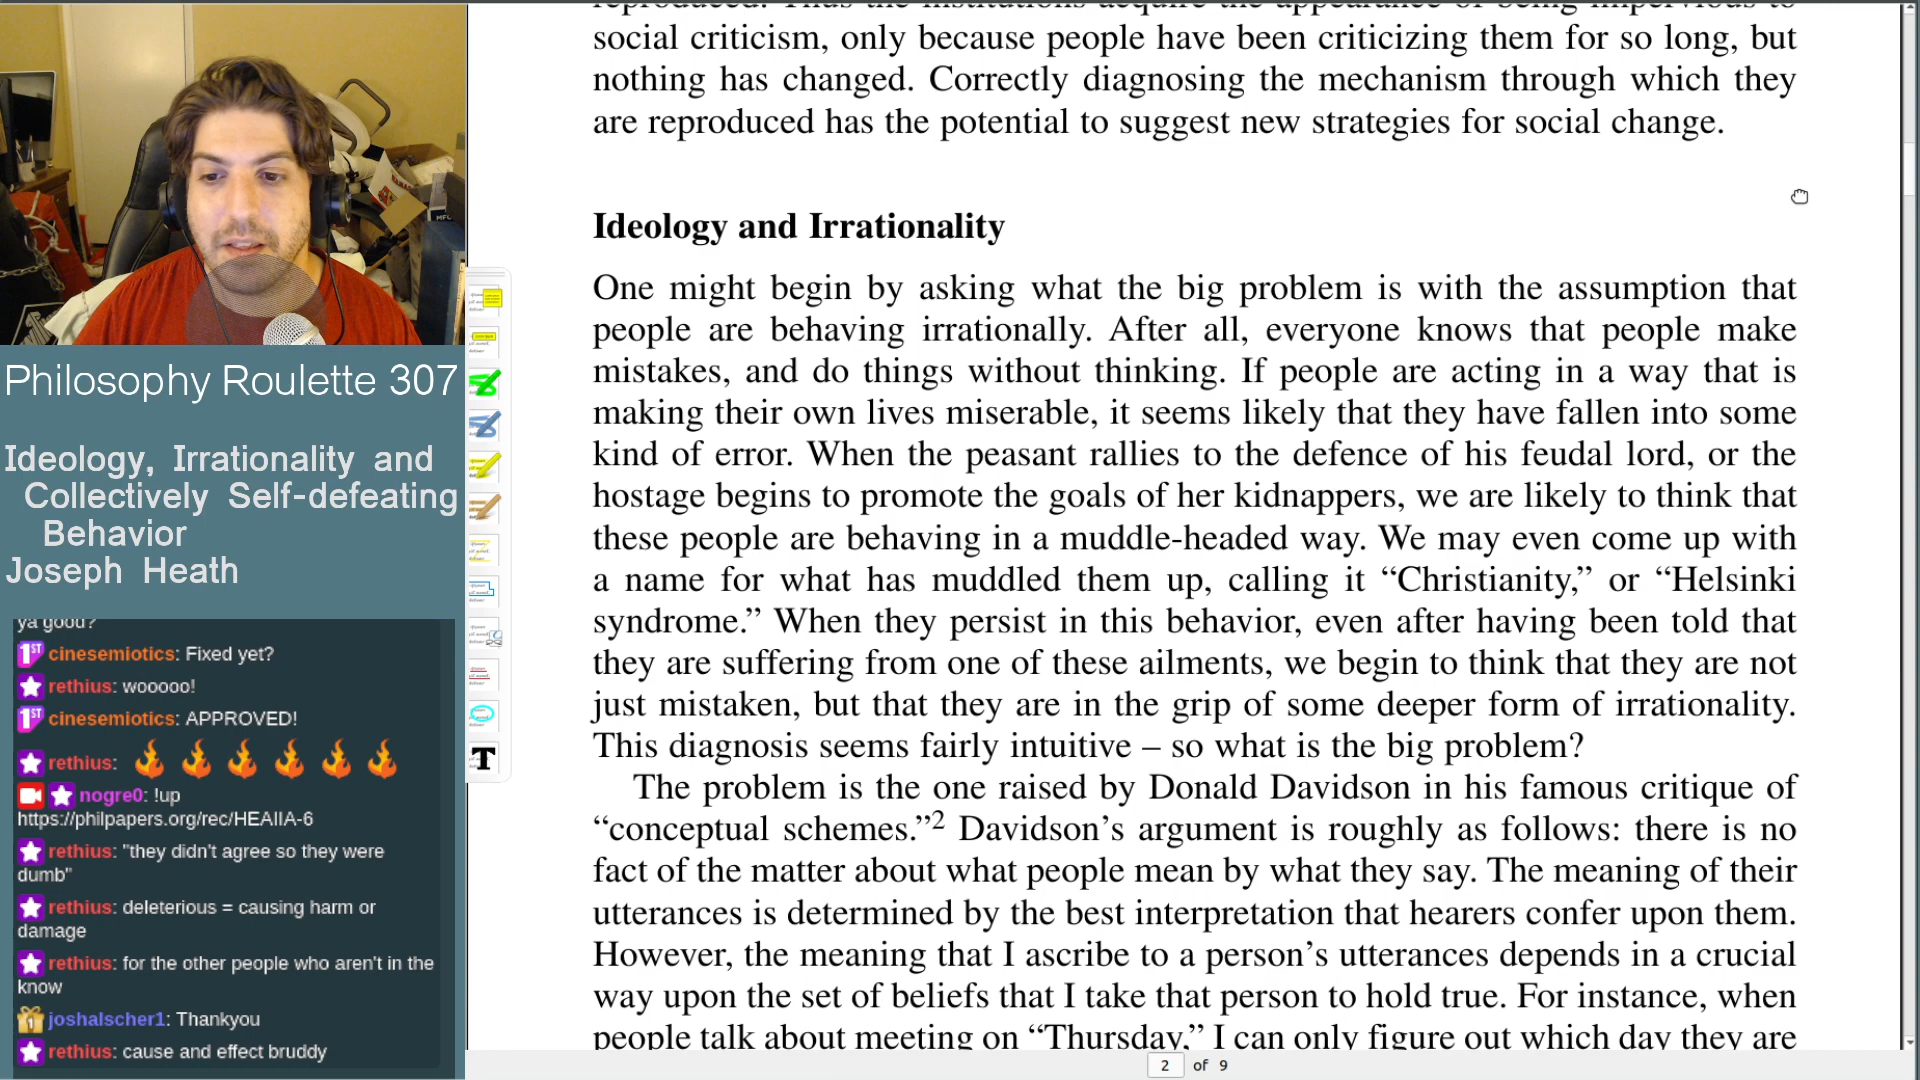 reproduced. Thus the institutions acquire the appearance of being impervious to
social criticism, only because people have been criticizing them for so long, but
nothing has changed. Correctly diagnosing the mechanism through which they
are reproduced has the potential to suggest new strategies for social change.
Ideology and Irrationality
One might begin by asking what the big problem is with the assumption that
people are behaving irrationally. After all, everyone knows that people make
mistakes, and do things without thinking. If people are acting in a way that is
making their own lives miserable, it seems likely that they have fallen into some
kind of error. When the peasant rallies to the defence of his feudal lord, or the
hostage begins to promote the goals of her kidnappers, we are likely to think that
these people are behaving in a muddle-headed way. We may even come up with
a name for what has muddled them up, calling it “Christianity,” or “Helsinki
syndrome.” When they persist in this behavior, even after having been told that
they are suffering from one of these ailments, we begin to think that they are not
just mistaken, but that they are in the grip of some deeper form of irrationality.
This diagnosis seems fairly intuitive – so what is the big problem?
The problem is the one raised by Donald Davidson in his famous critique of
“conceptual schemes.”2 Davidson’s argument is roughly as follows: there is no
fact of the matter about what people mean by what they say. The meaning of their
utterances is determined by the best interpretation that hearers confer upon them.
However, the meaning that I ascribe to a person’s utterances depends in a crucial
way upon the set of beliefs that I take that person to hold true. For instance, when
people talk about meeting on “Thursday,” I can only figure out which day they are
2 of 9
Philosophy Roulette 307
Ideology, Irrationality and
Collectively Self-defeating
Behavior
Joseph Heath
ya good?
1ST cinesemiotics: Fixed yet?
rethius: wooooo!
1ST cinesemiotics: APPROVED!
rethius:
nogre0: !up
https://philpapers.org/rec/HEAIIA-6
rethius: "they didn't agree so they were
dumb"
rethius: deleterious = causing harm or
damage
rethius: for the other people who aren't in the
know
1 joshalscher1: Thankyou
rethius: cause and effect bruddy
T